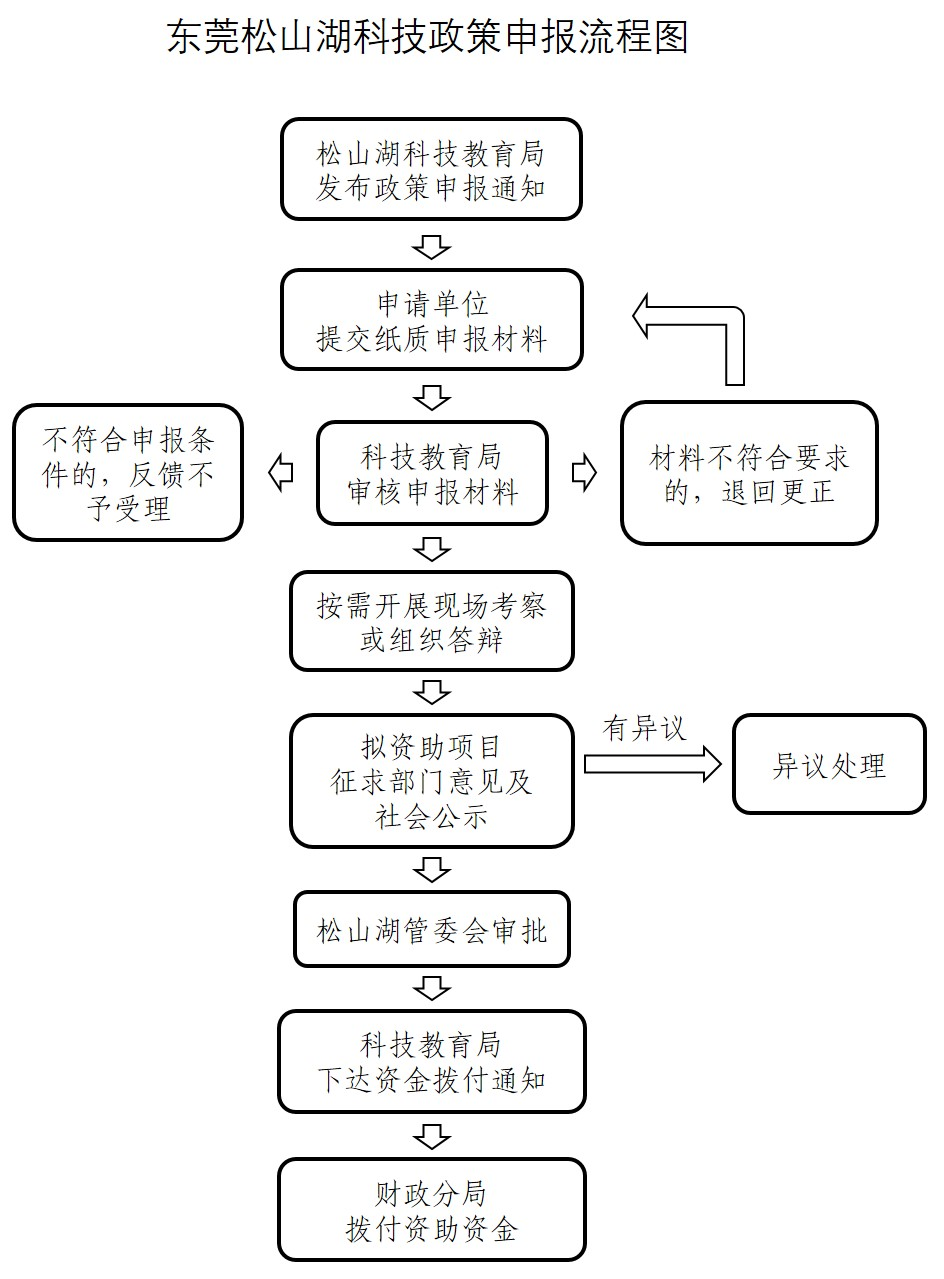 东莞松山湖科技政策申报流程图
松山湖科技教育局
发布政策申报通知
申请单位
提交纸质申报材料
不符合申报条
件的，反馈不
予受理
科技教育局
审核申报材料
材料不符合要求
的，退回更正
按需开展现场考察
或组织答辩
拟资助项目
征求部门意见及
社会公示
有异议
异议处理
松山湖管委会审批
科技教育局
下达资金拨付通知
财政分局
拨付资助资金